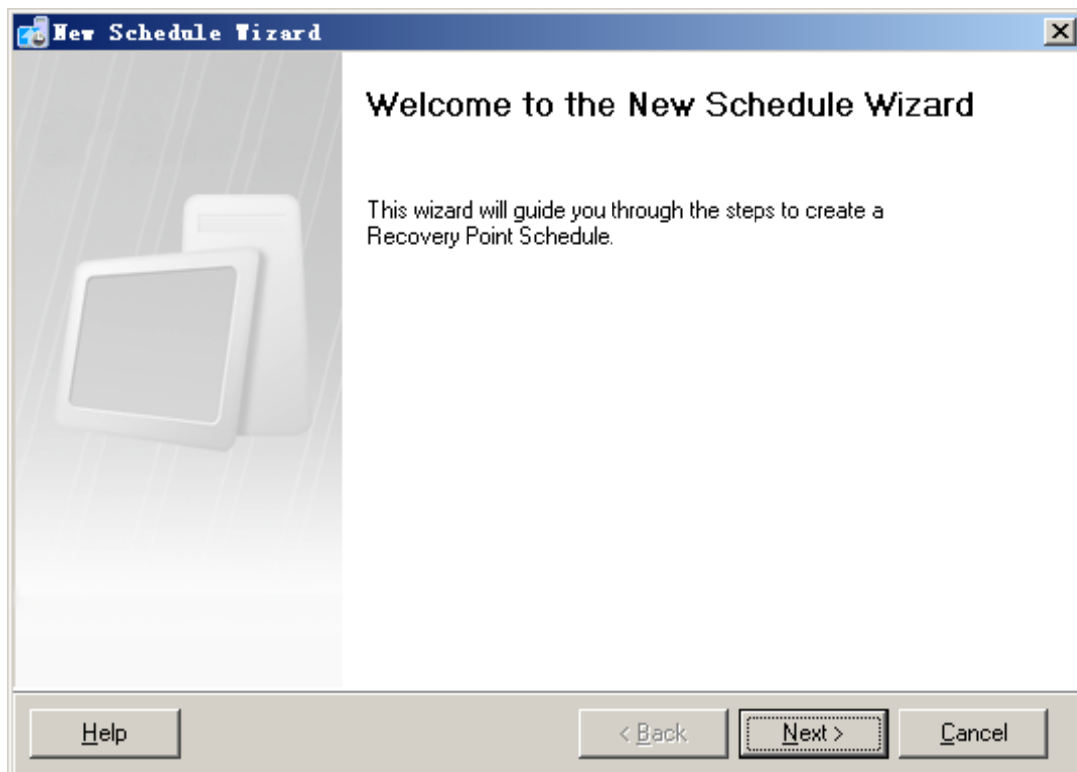 New Schedule Wizard
Welcome to the New Schedule Wizard
This wizard will guide you through the steps to create a
Recovery Point Schedule.
Help
< Back
Next >
Cancel